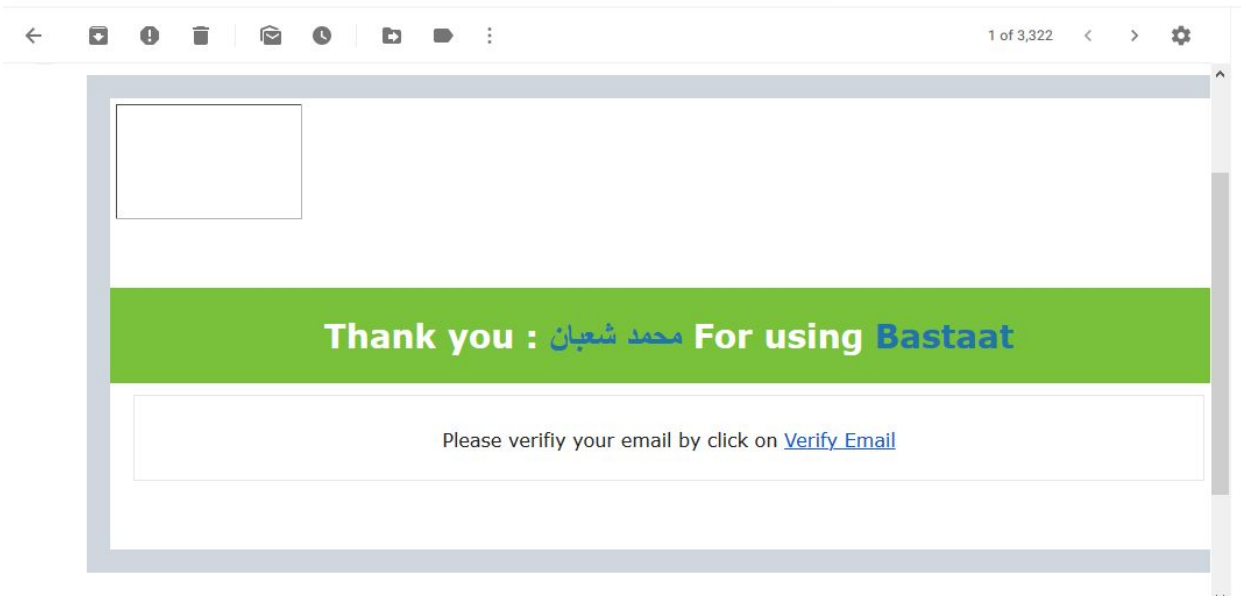 1 of 3,322
Thank you : محمد شعبان For using Bastaat
Please verifiy your email by click on Verify Email